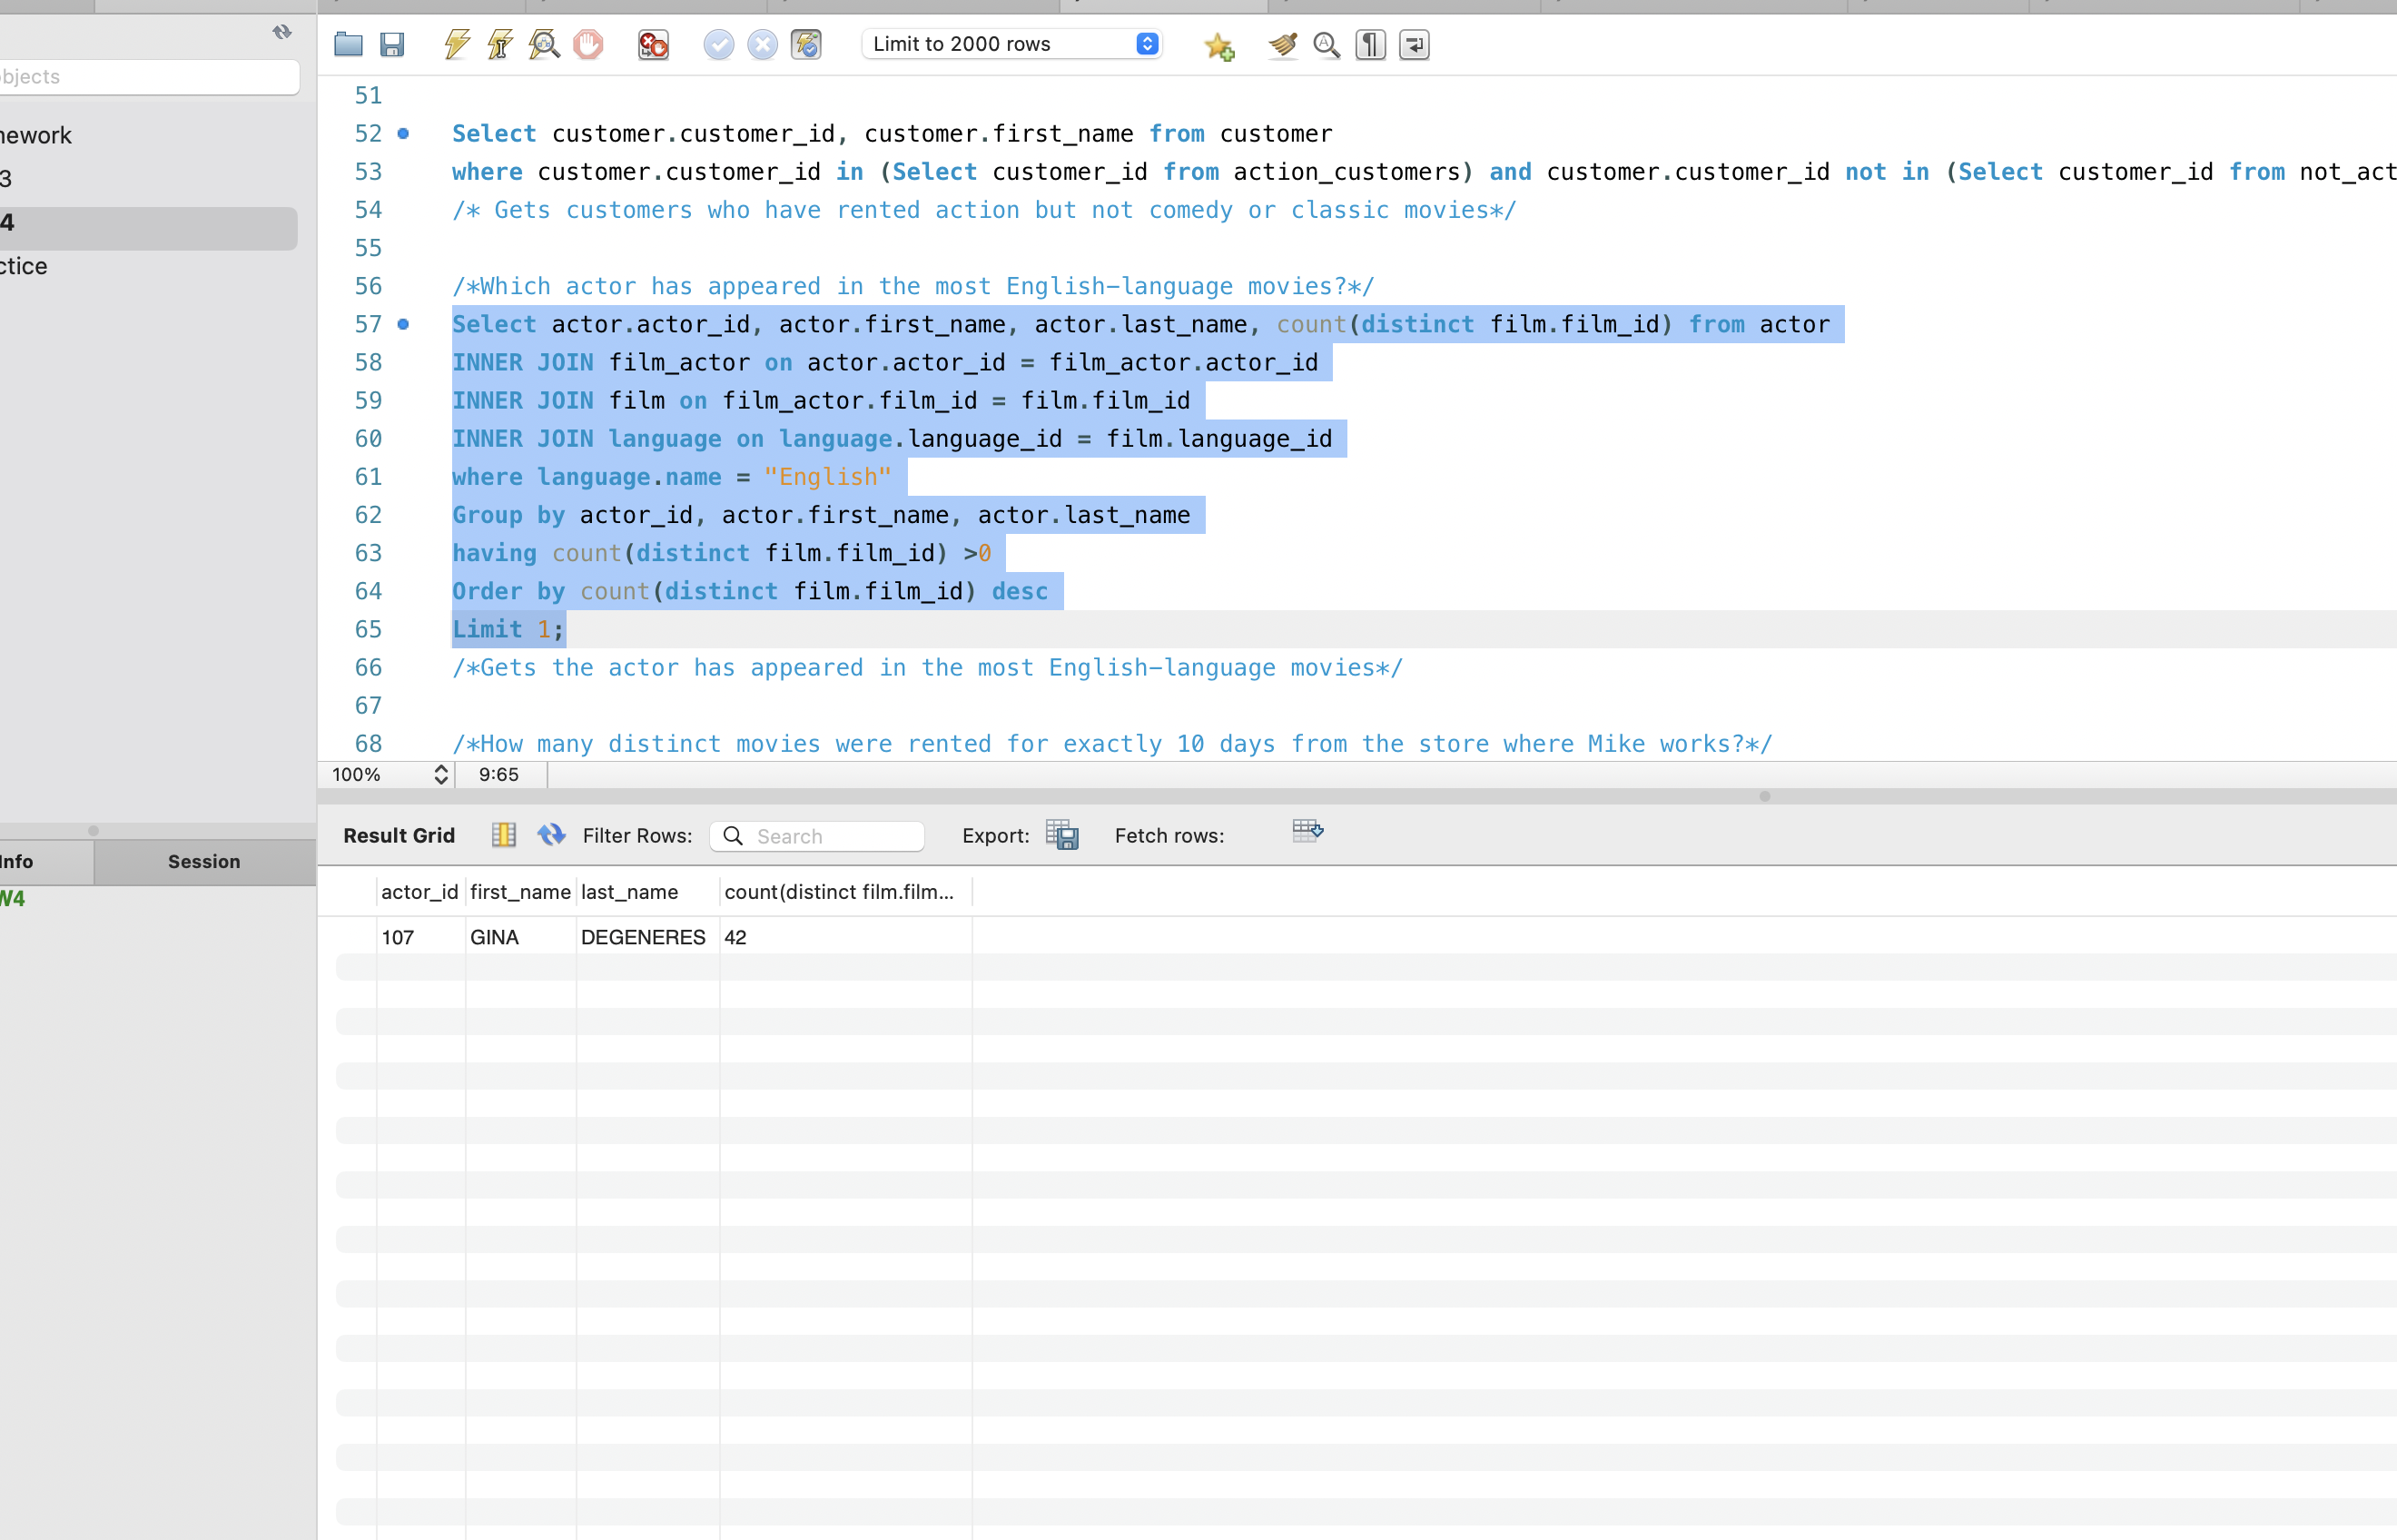 Limit to 2000 rows
bjects
nework
3
4
ctice
51
52 Select customer.customer_id, customer.first_name from customer
53 where customer.customer_id in (Select customer_id from action_customers) and customer.customer_id not in (Select customer_id from not_act
54 /* Gets customers who have rented action but not comedy or classic movies*/
55
56 /*Which actor has appeared in the most English-language movies?*/
57 Select actor.actor_id, actor.first_name, actor.last_name, count(distinct film.film_id) from actor
58 INNER JOIN film_actor on actor.actor_id = film_actor.actor_id
59 INNER JOIN film on film_actor.film_id = film.film_id
60 INNER JOIN language on language.language_id = film.language_id
61 where language.name = "English"
62 Group by actor_id, actor.first_name, actor.last_name
63 having count(distinct film.film_id) >0
64 Order by count(distinct film.film_id) desc
65 Limit 1;
66 /*Gets the actor has appeared in the most English-language movies*/
67
68 /*How many distinct movies were rented for exactly 10 days from the store where Mike works?*/
100% 9:65
Result Grid Filter Rows: Search Export: Fetch rows:
Info Session
W4
actor_id first_name last_name count(distinct film.film...
107 GINA DEGENERES 42